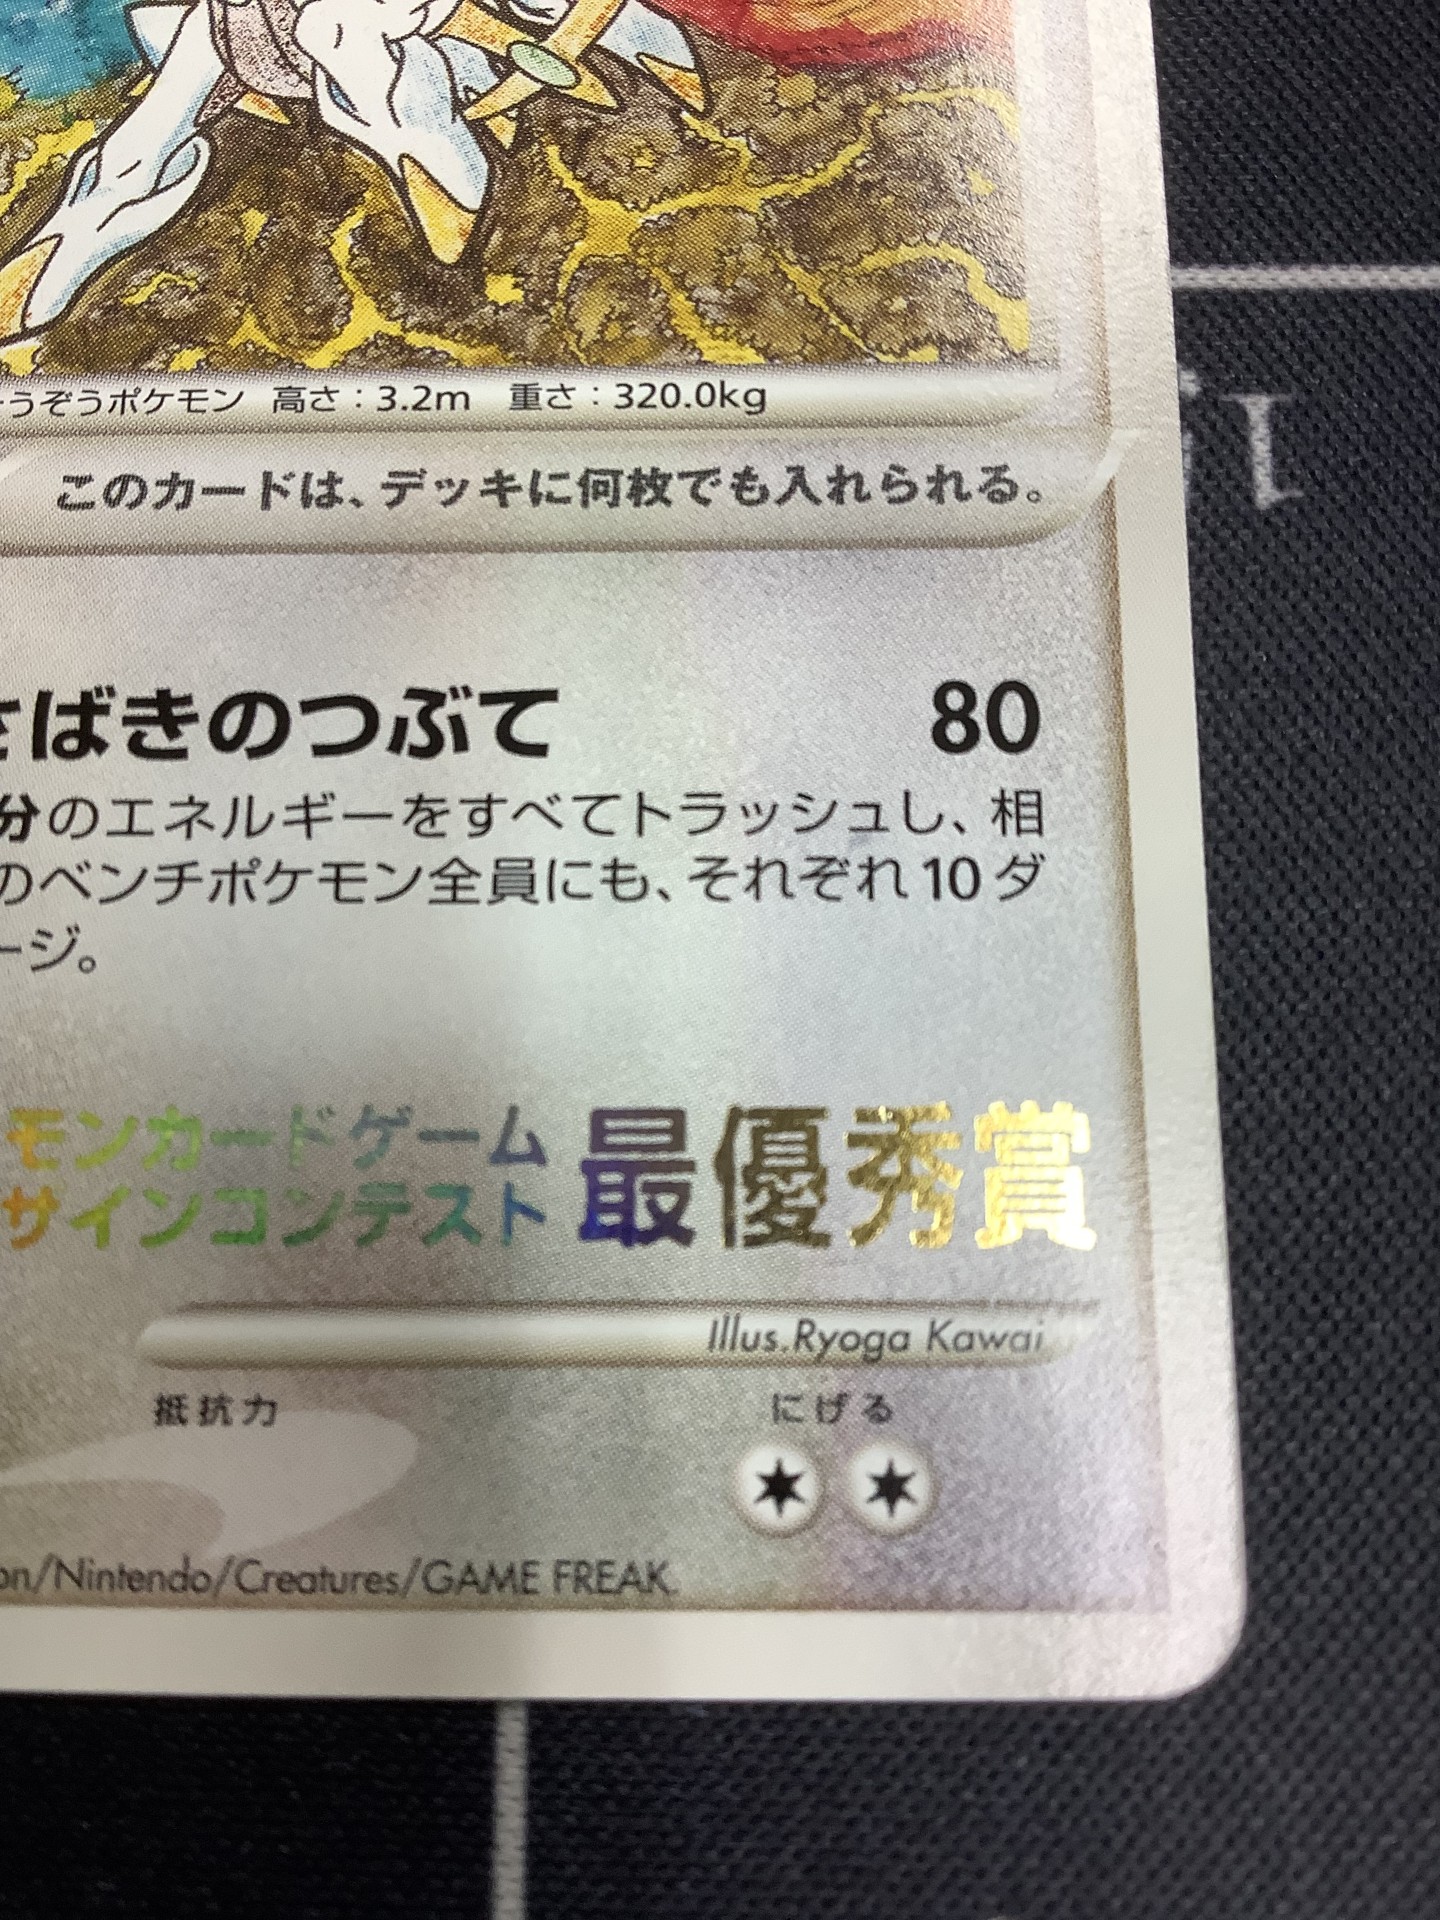 うぞうポケモン 高さ：3.2m 重さ：320.0kg
このカードは、デッキに何枚でも入れられる。
さばきのつぶて 80
分のエネルギーをすべてトラッシュし、相
のベンチポケモン全員にも、それぞれ10ダ
ージ。
モンカードゲーム
サインコンテスト
最優秀賞
Illus.Ryoga Kawai
抵抗力 にげる
on/Nintendo/Creatures/GAME FREAK.